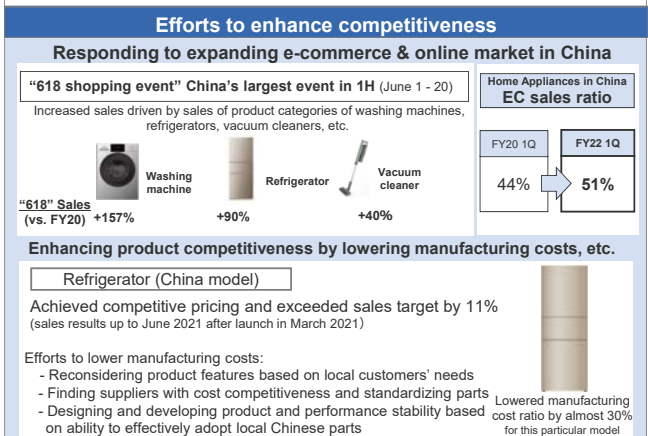 Efforts to enhance competitiveness
Responding to expanding e-commerce & online market in China
“618 shopping event” China’s largest event in 1H (June 1 - 20)
Increased sales driven by sales of product categories of washing machines,
refrigerators, vacuum cleaners, etc.
Washing
machine
Refrigerator
Vacuum
cleaner
“618” Sales
(vs. FY20)
+157%
+90%
+40%
Home Appliances in China
EC sales ratio
FY20 1Q
FY22 1Q
44%
51%
Enhancing product competitiveness by lowering manufacturing costs, etc.
Refrigerator (China model)
Achieved competitive pricing and exceeded sales target by 11%
(sales results up to June 2021 after launch in March 2021)
Efforts to lower manufacturing costs:
- Reconsidering product features based on local customers’ needs
- Finding suppliers with cost competitiveness and standardizing parts
- Designing and developing product and performance stability based
on ability to effectively adopt local Chinese parts
Lowered manufacturing
cost ratio by almost 30%
for this particular model